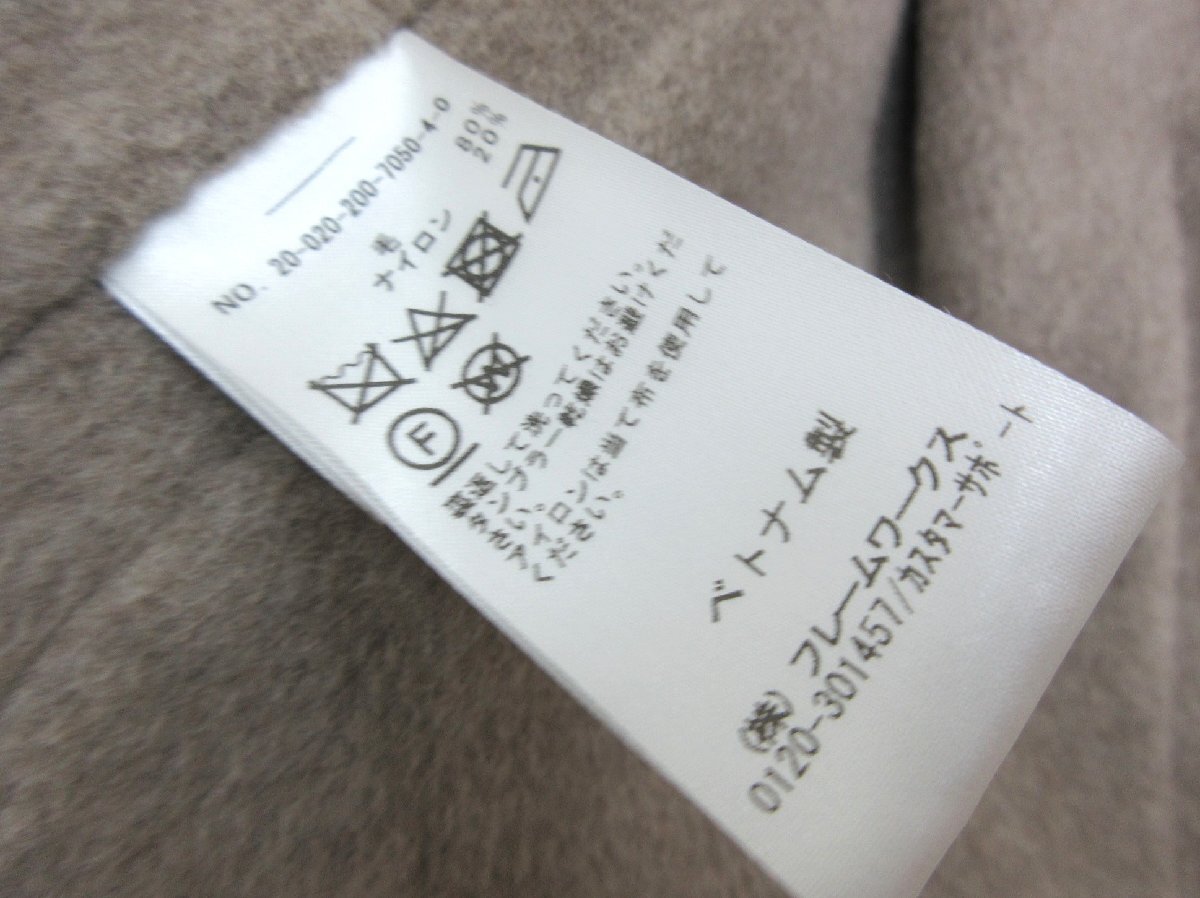 NO. 20-020-200-7050-4-0
毛 80%
ナイロン 20%
F
W
裏返して洗ってください。
タンブラー乾燥はお避けくだ
さい。
アイロンは当て布を使用して
ください。
ベトナム製
(株) フレームワークス
0120-301457/カスタマーサポート